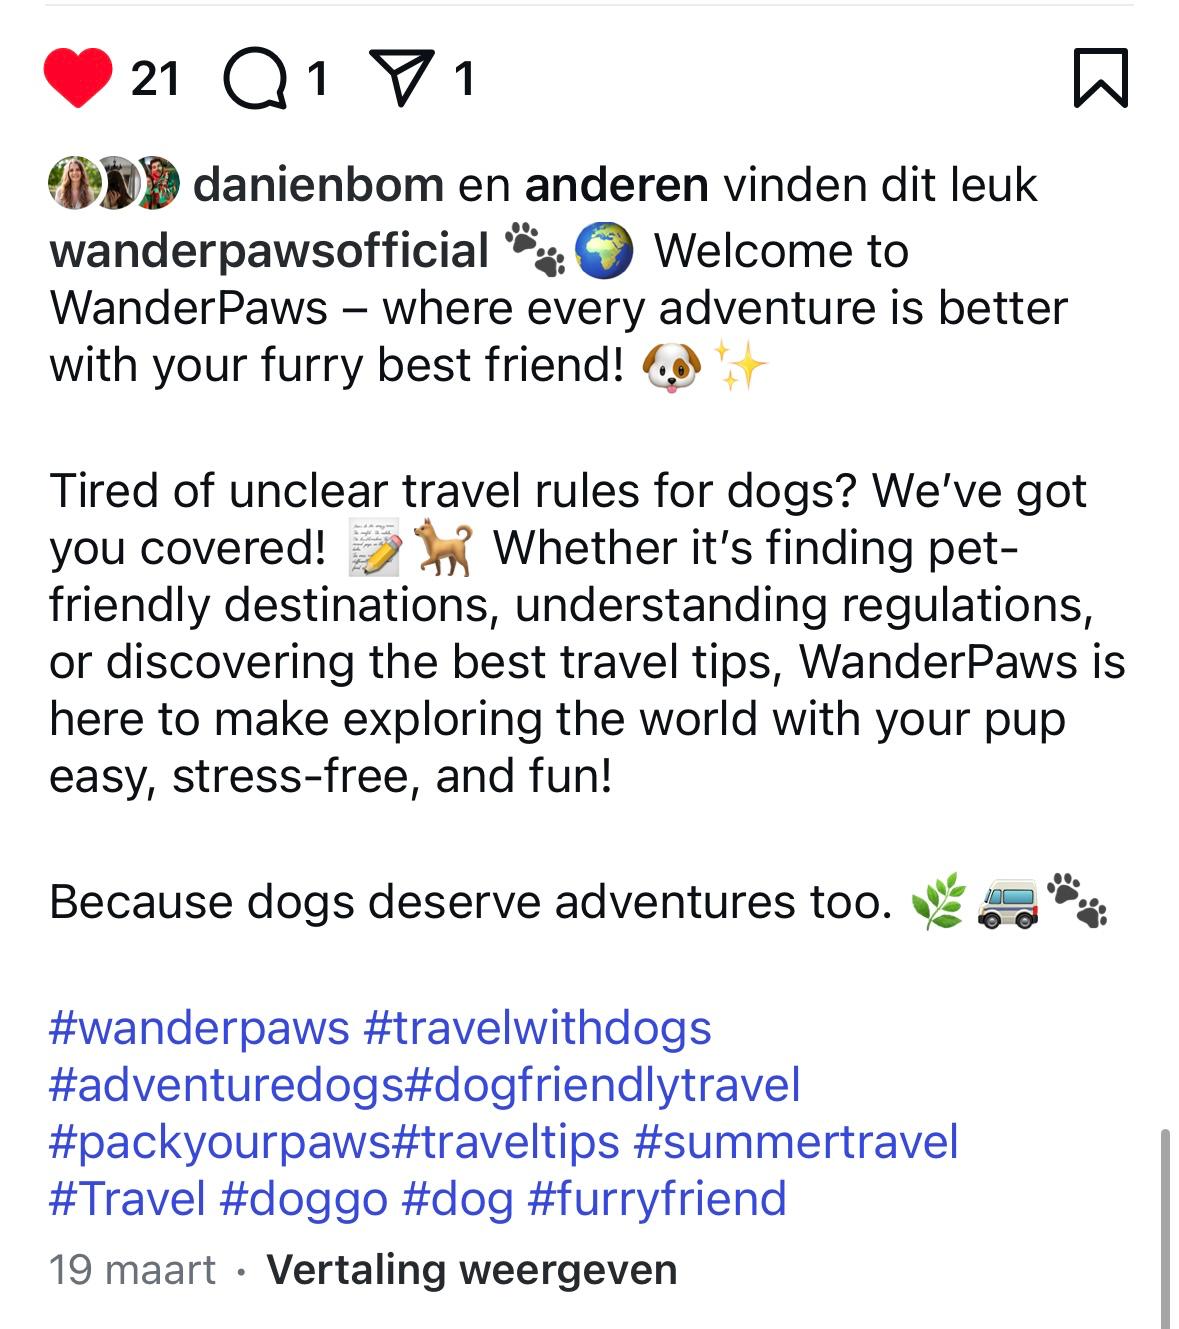 21 1 1
danienbom en anderen vinden dit leuk
wanderpawsofficial 🐾🌍 Welcome to
WanderPaws – where every adventure is better
with your furry best friend! 🐶✨
Tired of unclear travel rules for dogs? We’ve got
you covered! 📝🐕 Whether it’s finding pet-
friendly destinations, understanding regulations,
or discovering the best travel tips, WanderPaws is
here to make exploring the world with your pup
easy, stress-free, and fun!
Because dogs deserve adventures too. 🌿🚐🐾
#wanderpaws #travelwithdogs
#adventuredogs#dogfriendlytravel
#packyourpaws#traveltips #summertravel
#Travel #doggo #dog #furryfriend
19 maart · Vertaling weergeven